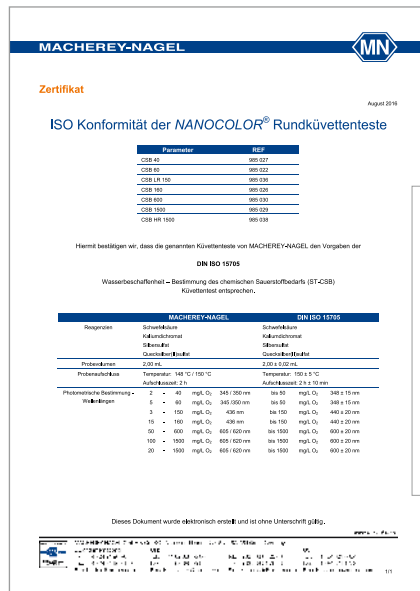 MACHEREY-NAGEL
MN
Zertifikat
August 2016
ISO Konformität der NANOCOLOR® Rundküvetteteste
Parameter REF
CSB 40 985 027
CSB 60 985 022
CSB LR 150 985 036
CSB 160 985 026
CSB 600 985 030
CSB 1500 985 029
CSB HR 1500 985 038
Hiermit bestätigen wir, dass die genannten Küvettenteste von MACHEREY-NAGEL den Vorgaben der
DIN ISO 15705
Wasserbeschaffenheit – Bestimmung des chemischen Sauerstoffbedarfs (ST-CSB)
Küvettentest entsprechen.
MACHEREY-NAGEL DIN ISO 15705
Reagenzien Schwefelsäure Schwefelsäure
Kaliumdichromat Kaliumdichromat
Silbersulfat Silbersulfat
Quecksilber(II)sulfat Quecksilber(II)sulfat
Probevolumen 2,00 mL 2,00 ± 0,02 mL
Probenaufschluss Temperatur: 148 °C / 150 °C Temperatur: 150 ± 5 °C
Aufschlusszeit: 2 h Aufschlusszeit: 2 h ± 10 min
Photometrische Bestimmung – 2 – 40 mg/L O₂ 345 / 350 nm bis 50 mg/L O₂ 348 ± 15 nm
Wellenlängen 5 – 60 mg/L O₂ 345 /350 nm bis 50 mg/L O₂ 348 ± 15 nm
3 – 150 mg/L O₂ 436 nm bis 150 mg/L O₂ 440 ± 20 nm
15 – 160 mg/L O₂ 436 nm bis 150 mg/L O₂ 440 ± 20 nm
50 – 600 mg/L O₂ 605 / 620 nm bis 1500 mg/L O₂ 600 ± 20 nm
100 – 1500 mg/L O₂ 605 / 620 nm bis 1500 mg/L O₂ 600 ± 20 nm
20 – 1500 mg/L O₂ 605 / 620 nm bis 1500 mg/L O₂ 600 ± 20 nm
Dieses Dokument wurde elektronisch erstellt und ist ohne Unterschrift gültig.
1/1